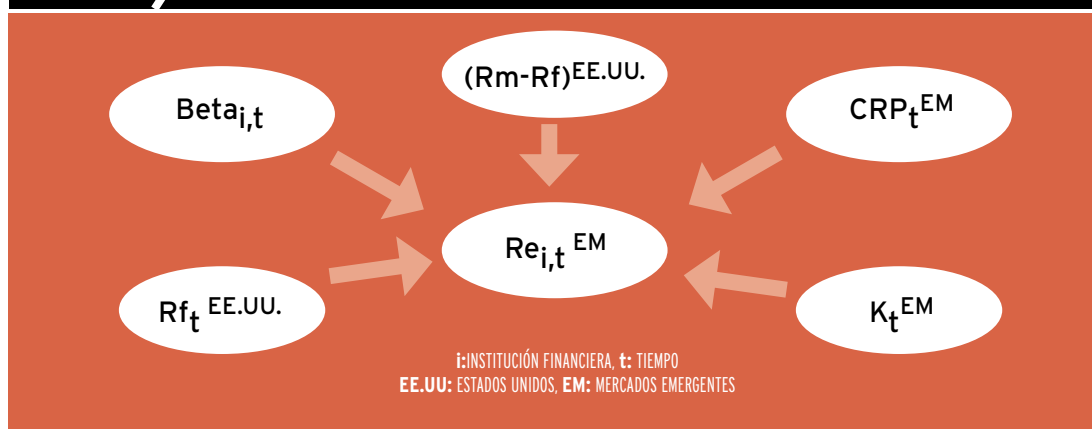 (Rm-Rf)EE.UU.
Betai,t
CRPtEM
Rei,t EM
Rft EE.UU.
KtEM
i:INSTITUCIÓN FINANCIERA, t: TIEMPO
EE.UU: ESTADOS UNIDOS, EM: MERCADOS EMERGENTES